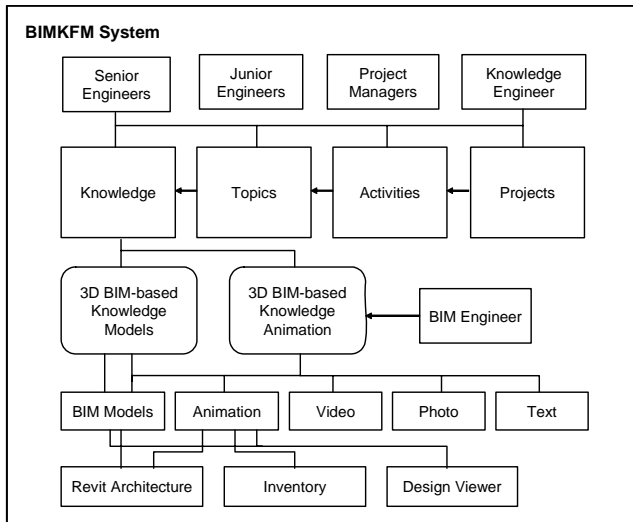 BIMKFM System
Senior
Engineers
Junior
Engineers
Project
Managers
Knowledge
Engineer
Knowledge
Topics
Activities
Projects
3D BIM-based
Knowledge
Models
3D BIM-based
Knowledge
Animation
BIM Engineer
BIM Models
Animation
Video
Photo
Text
Revit Architecture
Inventory
Design Viewer